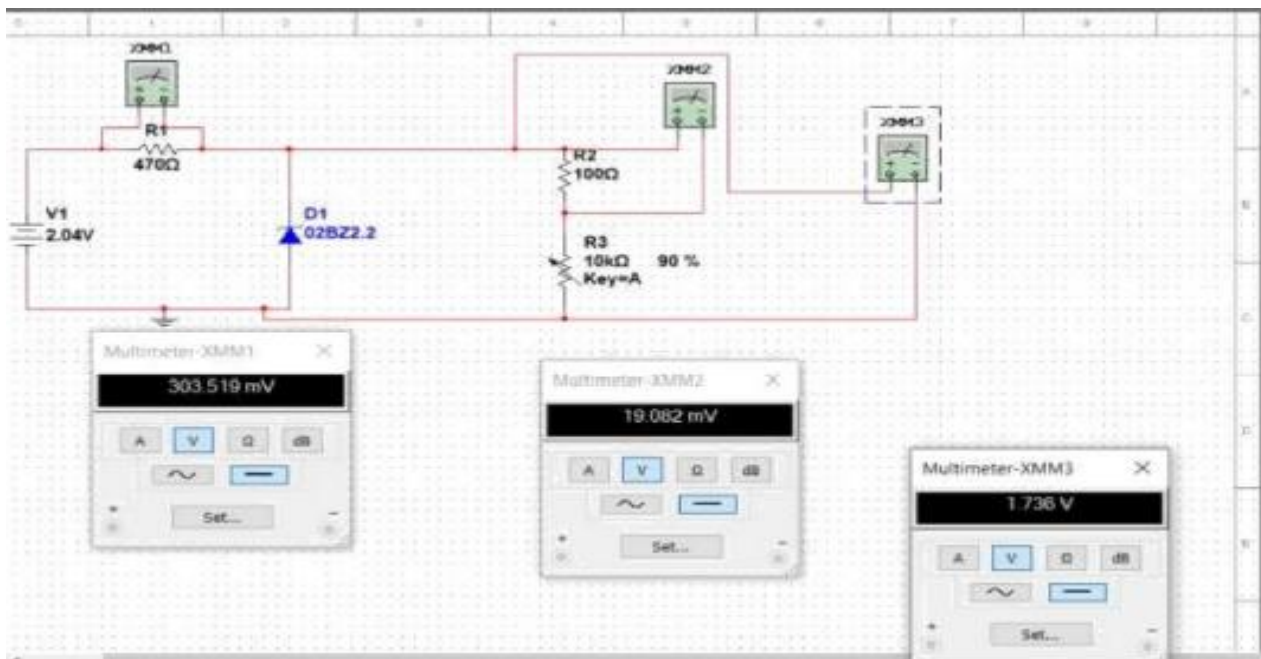 XMM1
R1
470Ω
V1
2.04V
D1
02BZ2.2
XMM2
R2
100Ω
R3
10kΩ 90 %
Key=A
XMM3
Multimeter-XMM1
303.519 mV
A V Ω dB
+ Set... -
Multimeter-XMM2
19.082 mV
A V Ω dB
+ Set... -
Multimeter-XMM3
1.736 V
A V Ω dB
+ Set... -